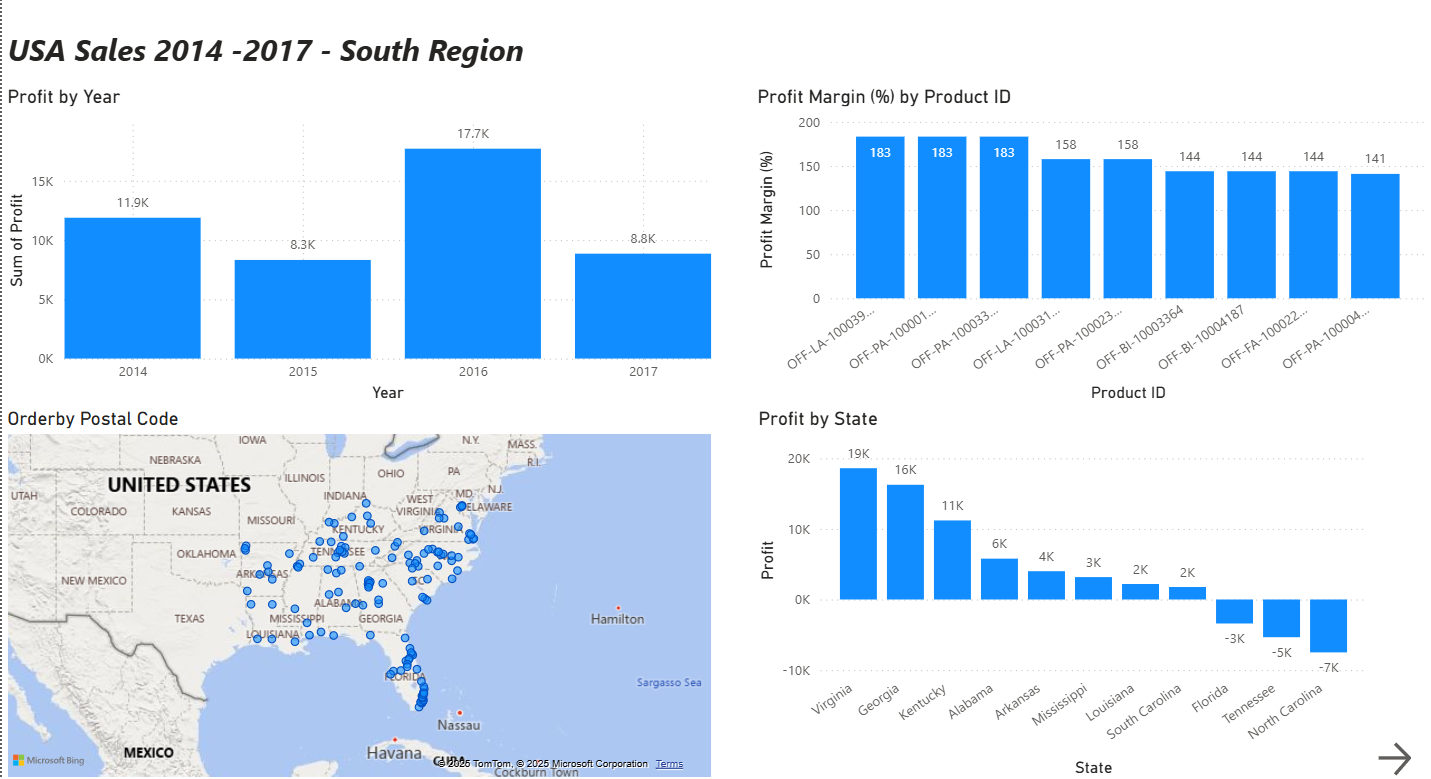 USA Sales 2014 -2017 - South Region
Profit by Year
Sum of Profit
15K
10K
5K
0K
11.9K
8.3K
17.7K
8.8K
2014
2015
2016
2017
Year
Profit Margin (%) by Product ID
Profit Margin (%)
200
150
100
50
0
183
183
183
158
158
144
144
144
141
OFF-LA-100039...
OFF-PA-100001...
OFF-PA-100033...
OFF-LA-100031...
OFF-PA-100023...
OFF-BI-10003364
OFF-BI-10004187
OFF-FA-100022...
OFF-PA-100004...
Product ID
Orderby Postal Code
IOWA
N.Y.
MASS.
NEBRASKA
R.I.
OHIO
PA
ILLINOIS
UNITED STATES
N.J.
UTAH
INDIANA
MD.
WEST
VIRGINIA
DELAWARE
COLORADO
KANSAS
MISSOURI
KENTUCKY
VIRGINIA
OKLAHOMA
TENNESSEE
ARKANSAS
NEW MEXICO
SC
ALABAMA
TEXAS
MISSISSIPPI
GEORGIA
Hamilton
LOUISIANA
FLORIDA
Sargasso Sea
Nassau
MEXICO
Havana
CUBA
Cockburn Town
Microsoft Bing
© 2025 TomTom, © 2025 Microsoft Corporation
Terms
Profit by State
Profit
20K
10K
0K
-10K
19K
16K
11K
6K
4K
3K
2K
2K
-3K
-5K
-7K
Virginia
Georgia
Kentucky
Alabama
Arkansas
Mississippi
Louisiana
South Carolina
Florida
Tennessee
North Carolina
State